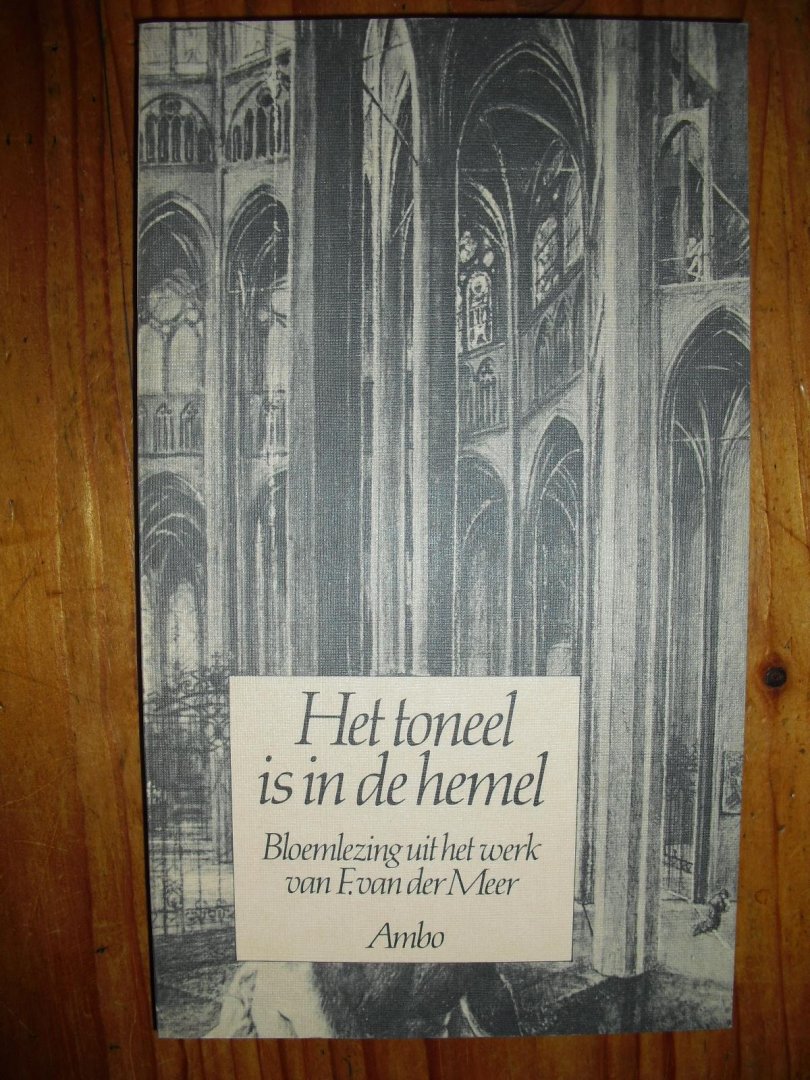 Het toneel
is in de hemel
Bloemlezing uit het werk
van F. van der Meer
Ambo